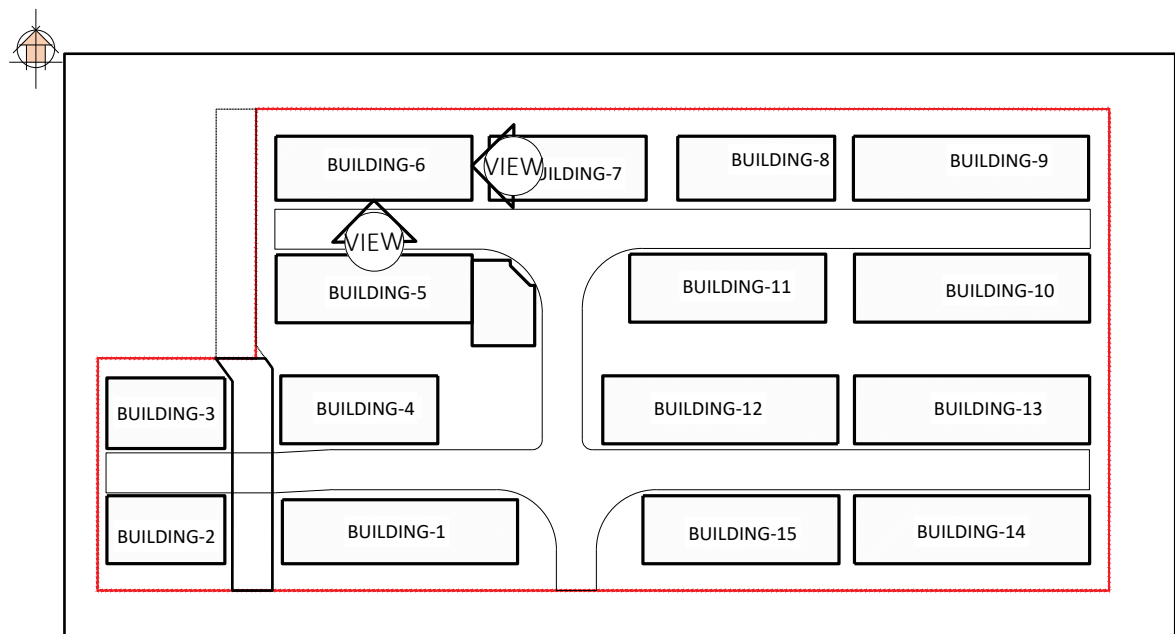 BUILDING-6
VIEW
UILDING-7
BUILDING-8
BUILDING-9
VIEW
BUILDING-5
BUILDING-11
BUILDING-10
BUILDING-3
BUILDING-4
BUILDING-12
BUILDING-13
BUILDING-2
BUILDING-1
BUILDING-15
BUILDING-14